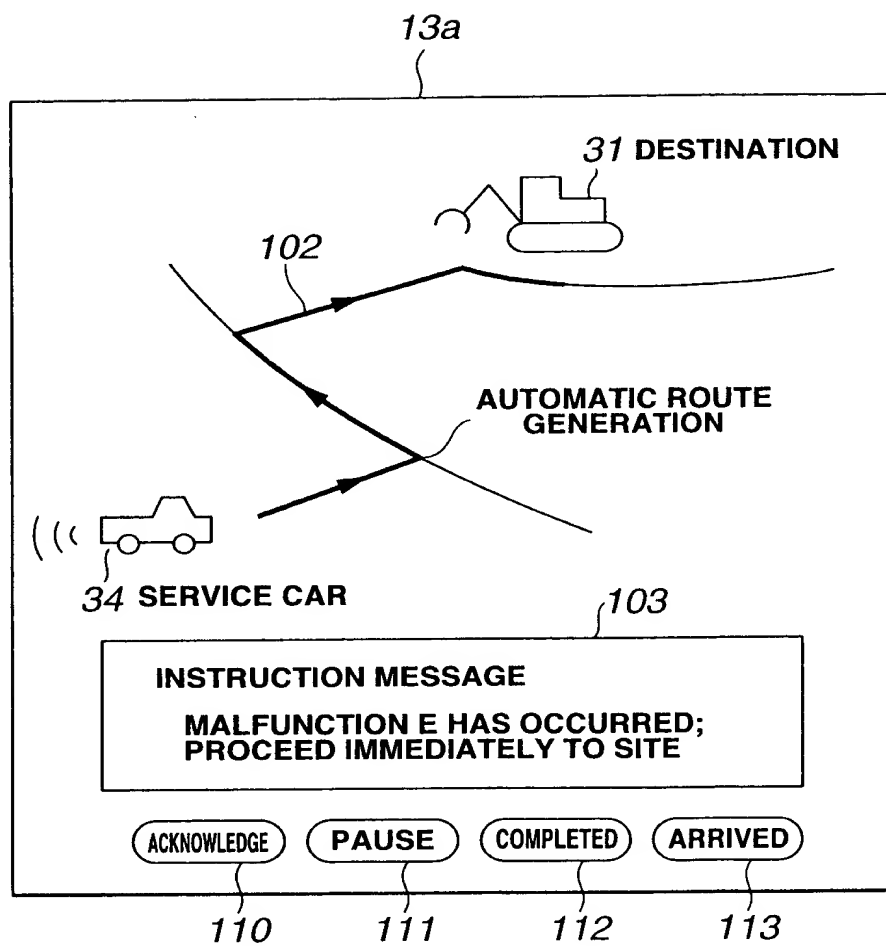 13a
31 DESTINATION
102
AUTOMATIC ROUTE
GENERATION
34 SERVICE CAR
103
INSTRUCTION MESSAGE
MALFUNCTION E HAS OCCURRED;
PROCEED IMMEDIATELY TO SITE
ACKNOWLEDGE PAUSE COMPLETED ARRIVED
110 111 112 113